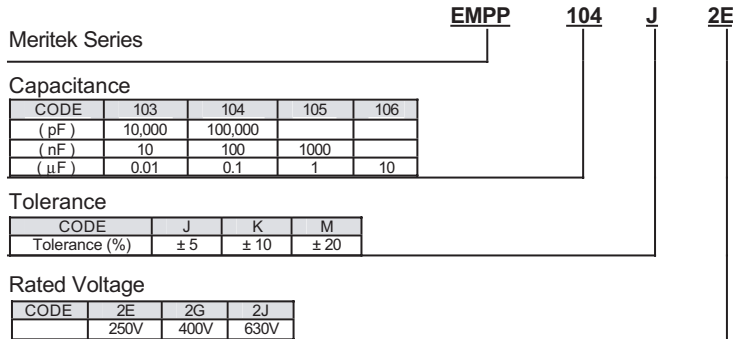 EMPP 104 J 2E
Meritek Series
Capacitance
CODE 103 104 105 106
( pF ) 10,000 100,000
( nF ) 10 100 1000
( μF ) 0.01 0.1 1 10
Tolerance
CODE J K M
Tolerance (%) ± 5 ± 10 ± 20
Rated Voltage
CODE 2E 2G 2J
250V 400V 630V